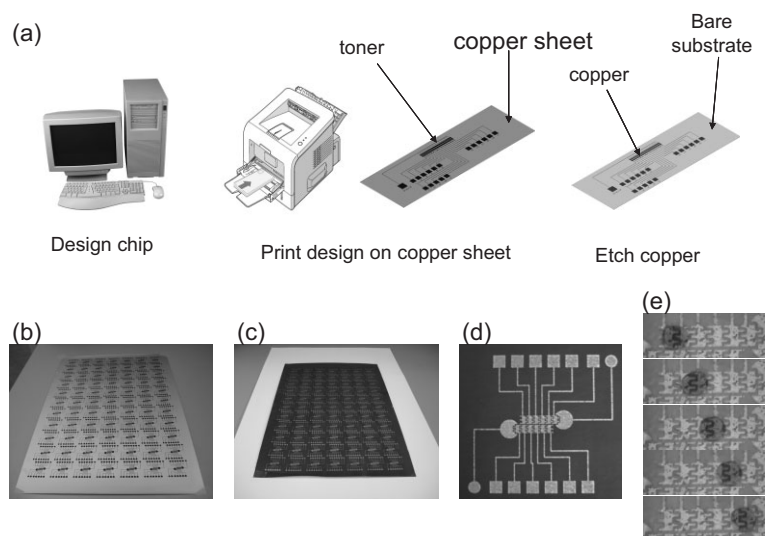 (a)
toner
copper sheet
Bare
substrate
copper
Design chip
Print design on copper sheet
Etch copper
(b)
(c)
(d)
(e)